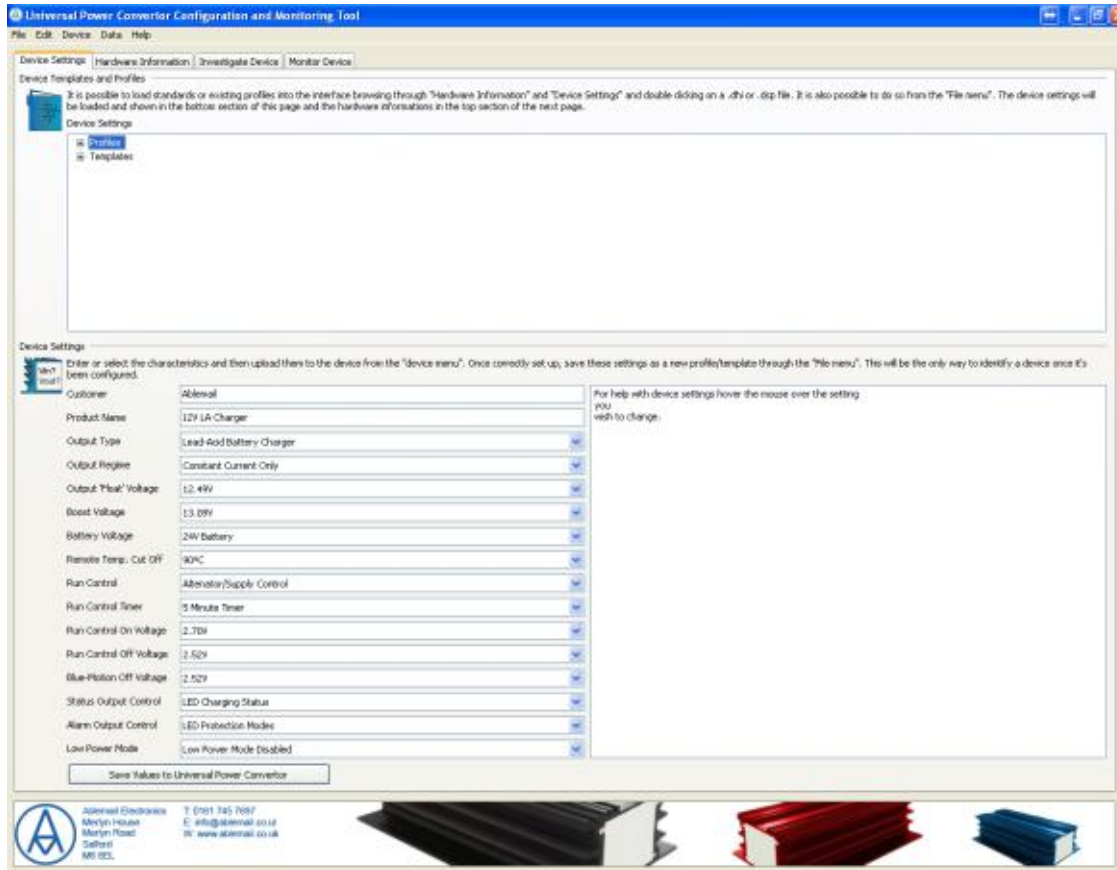 Universal Power Convertor Configuration and Monitoring Tool
File Edit Device Data Help
Device Settings Hardware Information Investigate Device Monitor Device
Device Templates and Profiles
It is possible to load standards or existing profiles into the interface browsing through "Hardware Information" and "Device Settings" and double clicking on a .dhi or .dsp file. It is also possible to do so from the "File menu". The device settings will
be loaded and shown in the bottom section of this page and the hardware informations in the top section of the next page.
Device Settings
Profiles
Templates
Device Settings
Enter or select the characteristics and then upload them to the device from the "device menu". Once correctly set up, save these settings as a new profile/template through the "File menu". This will be the only way to identify a device once it's
been configured.
Vin?
Vout?
Customer Ablemail
Product Name 12V LA Charger
Output Type Lead-Acid Battery Charger
Output Regime Constant Current Only
Output 'Float' Voltage 12.49V
Boost Voltage 13.09V
Battery Voltage 24V Battery
Remote Temp. Cut Off 90°C
Run Control Alternator/Supply Control
Run Control Timer 5 Minute Timer
Run Control On Voltage 2.70V
Run Control Off Voltage 2.52V
Blue-Motion Off Voltage 2.52V
Status Output Control LED Charging Status
Alarm Output Control LED Protection Modes
Low Power Mode Low Power Mode Disabled
For help with device settings hover the mouse over the setting
you
wish to change.
Save Values to Universal Power Convertor
Ablemail Electronics
Merlyn House
Merlyn Road
Salford
M6 8EL
T: 0161 745 7697
E: info@ablemail.co.uk
W: www.ablemail.co.uk